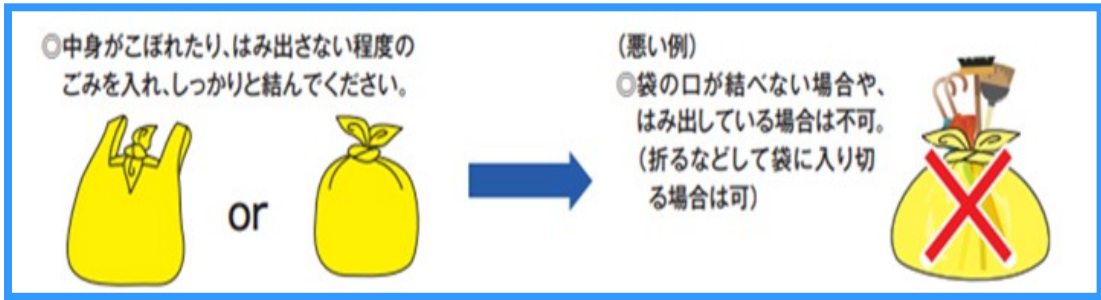 ◎中身がこぼれたり、はみ出さない程度の
ごみを入れ、しっかりと結んでください。
or
(悪い例)
◎袋の口が結べない場合や、
はみ出している場合は不可。
(折るなどして袋に入り切
る場合は可)